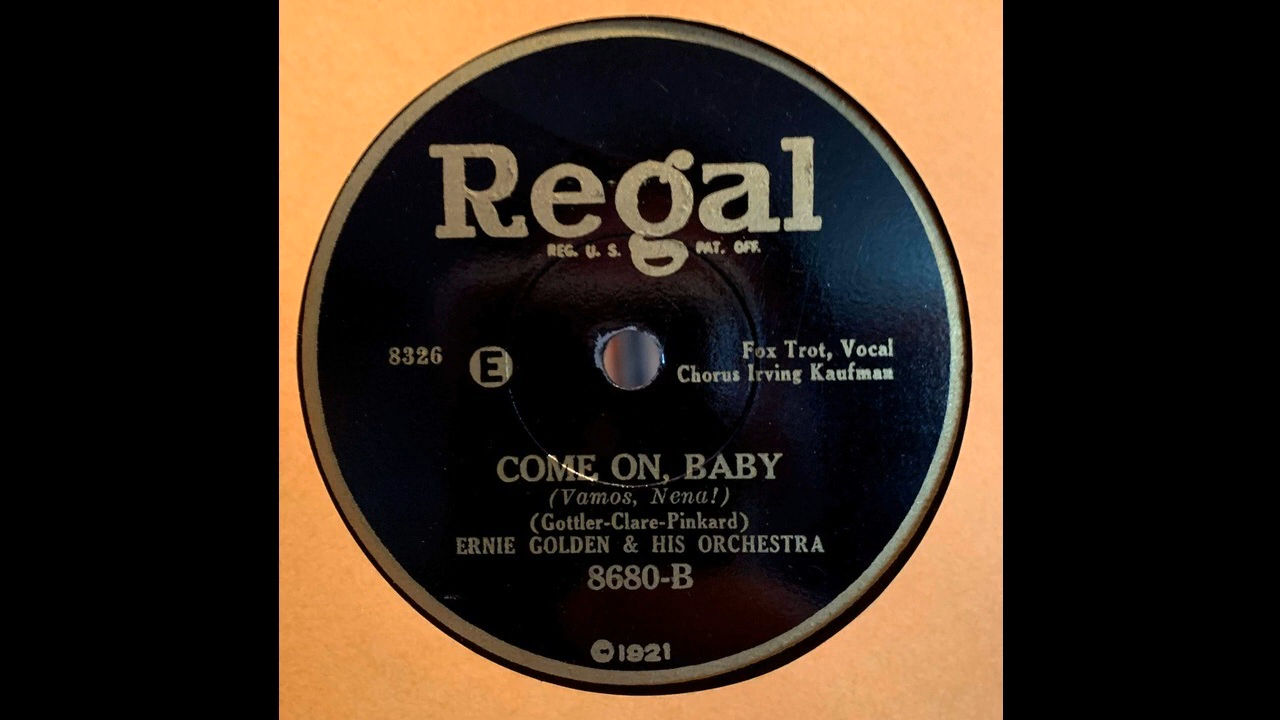 Regal
REG. U. S. PAT. OFF.
8326
E
Fox Trot, Vocal
Chorus Irving Kaufman
COME ON, BABY
(Vamos, Nena!)
(Gottler-Clare-Pinkard)
ERNIE GOLDEN & HIS ORCHESTRA
8680-B
©1921